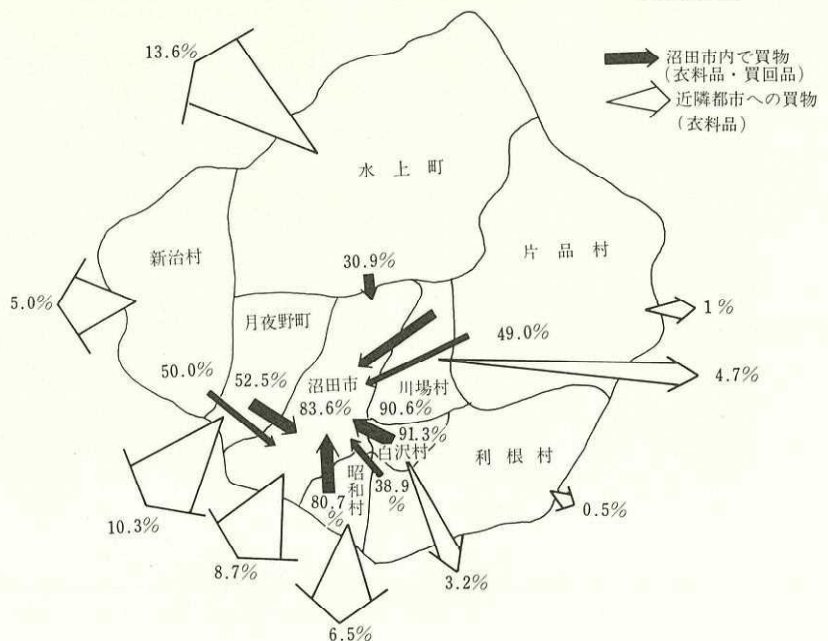 13.6%
沼田市内で買物
(衣料品・買回品)
近隣都市への買物
(衣料品)
水上町
新治村
片品村
30.9%
5.0%
月夜野町
1%
49.0%
50.0%
52.5%
沼田市
83.6%
川場村
90.6%
4.7%
91.3%
白沢村
利根村
昭和村
80.7%
38.9%
0.5%
10.3%
8.7%
3.2%
6.5%